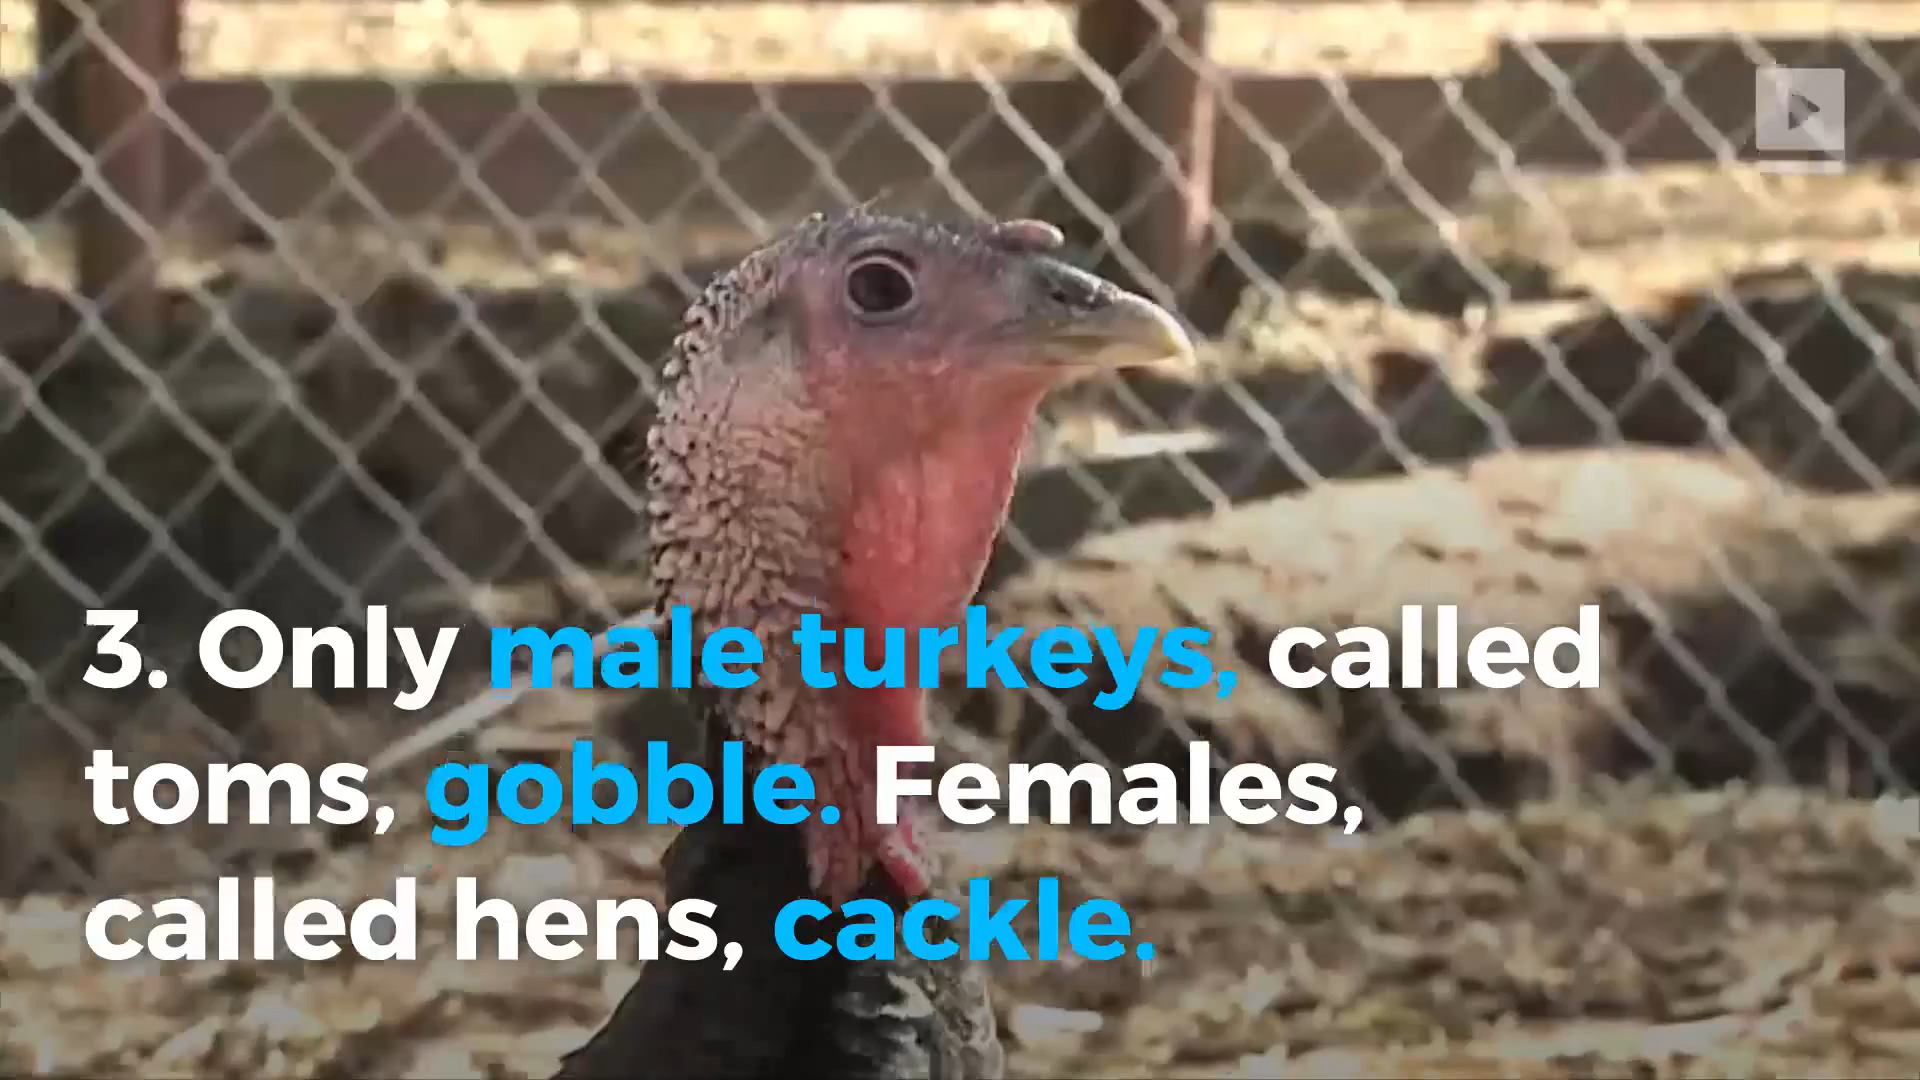 3. Only male turkeys, called
toms, gobble. Females,
called hens, cackle.